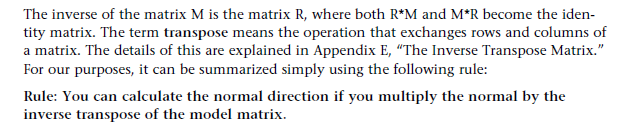 The inverse of the matrix M is the matrix R, where both R*M and M*R become the iden-
tity matrix. The term transpose means the operation that exchanges rows and columns of
a matrix. The details of this are explained in Appendix E, “The Inverse Transpose Matrix.”
For our purposes, it can be summarized simply using the following rule:
Rule: You can calculate the normal direction if you multiply the normal by the
inverse transpose of the model matrix.